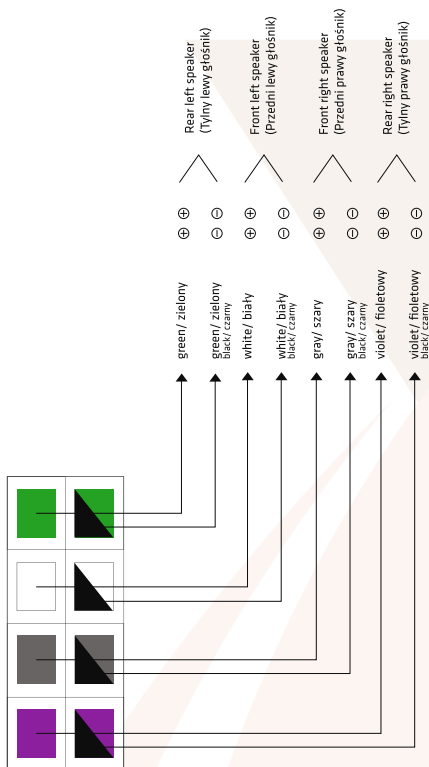 Rear left speaker
(Tylny lewy głośnik)
Front left speaker
(Przedni lewy głośnik)
Front right speaker
(Przedni prawy głośnik)
Rear right speaker
(Tylny prawy głośnik)
⊕ ⊕
⊖ ⊖
⊕ ⊕
⊖ ⊖
⊕ ⊕
⊖ ⊖
⊕ ⊕
⊖ ⊖
green/ zielony
green/ zielony
black/ czarny
white/ biały
white/ biały
black/ czarny
gray/ szary
gray/ szary
black/ czarny
violet/ fioletowy
violet/ fioletowy
black/ czarny